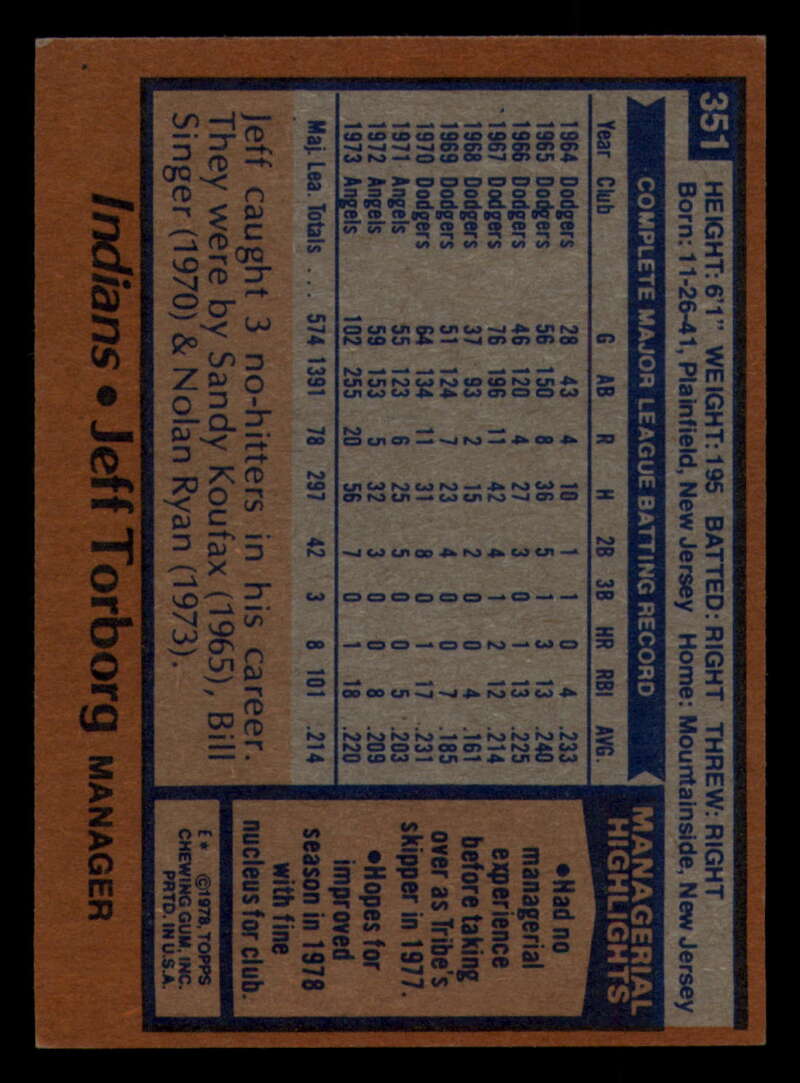 351
HEIGHT: 6'1" WEIGHT: 195 BATTED: RIGHT THREW: RIGHT
Born: 11-26-41, Plainfield, New Jersey Home: Mountainside, New Jersey
COMPLETE MAJOR LEAGUE BATTING RECORD
Year Club G AB R H 2B 3B HR RBI AVG.
1964 Dodgers 28 43 4 10 1 1 0 4 .233
1965 Dodgers 56 150 8 36 5 1 3 13 .240
1966 Dodgers 46 120 4 27 3 0 1 13 .225
1967 Dodgers 76 196 11 42 4 1 2 12 .214
1968 Dodgers 37 93 2 15 2 0 0 4 .161
1969 Dodgers 51 124 7 23 4 0 0 7 .185
1970 Dodgers 64 134 11 31 8 0 1 17 .231
1971 Angels 55 123 6 25 5 0 0 5 .203
1972 Angels 59 153 5 32 3 0 0 8 .209
1973 Angels 102 255 20 56 7 0 1 18 .220
Maj. Lea. Totals ... 574 1391 78 297 42 3 8 101 .214
Jeff caught 3 no-hitters in his career.
They were by Sandy Koufax (1965), Bill
Singer (1970) & Nolan Ryan (1973).
MANAGERIAL
HIGHLIGHTS
•Had no
managerial
experience
before taking
over as Tribe's
skipper in 1977.
•Hopes for
improved
season in 1978
with fine
nucleus for club.
E* ©1978, TOPPS
CHEWING GUM, INC.
PRTD. IN U.S.A.
Indians • Jeff Torborg MANAGER